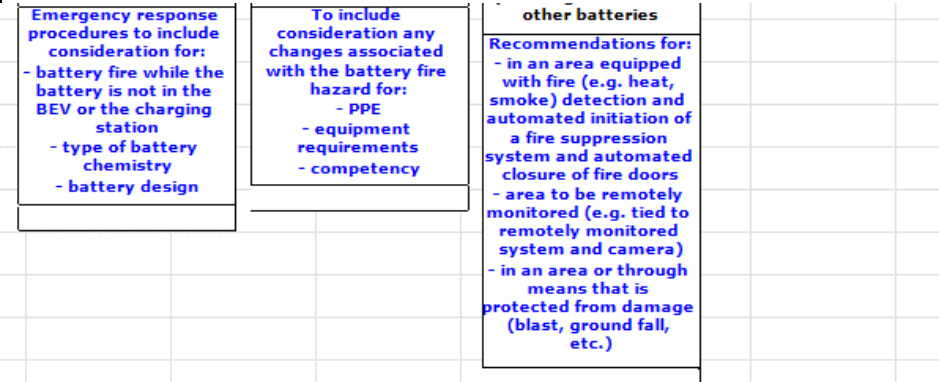 Emergency response
procedures to include
consideration for:
- battery fire while the
battery is not in the
BEV or the charging
station
- type of battery
chemistry
- battery design
To include
consideration any
changes associated
with the battery fire
hazard for:
- PPE
- equipment
requirements
- competency
other batteries
Recommendations for:
- in an area equipped
with fire (e.g. heat,
smoke) detection and
automated initiation of
a fire suppression
system and automated
closure of fire doors
- area to be remotely
monitored (e.g. tied to
remotely monitored
system and camera)
- in an area or through
means that is
protected from damage
(blast, ground fall,
etc.)